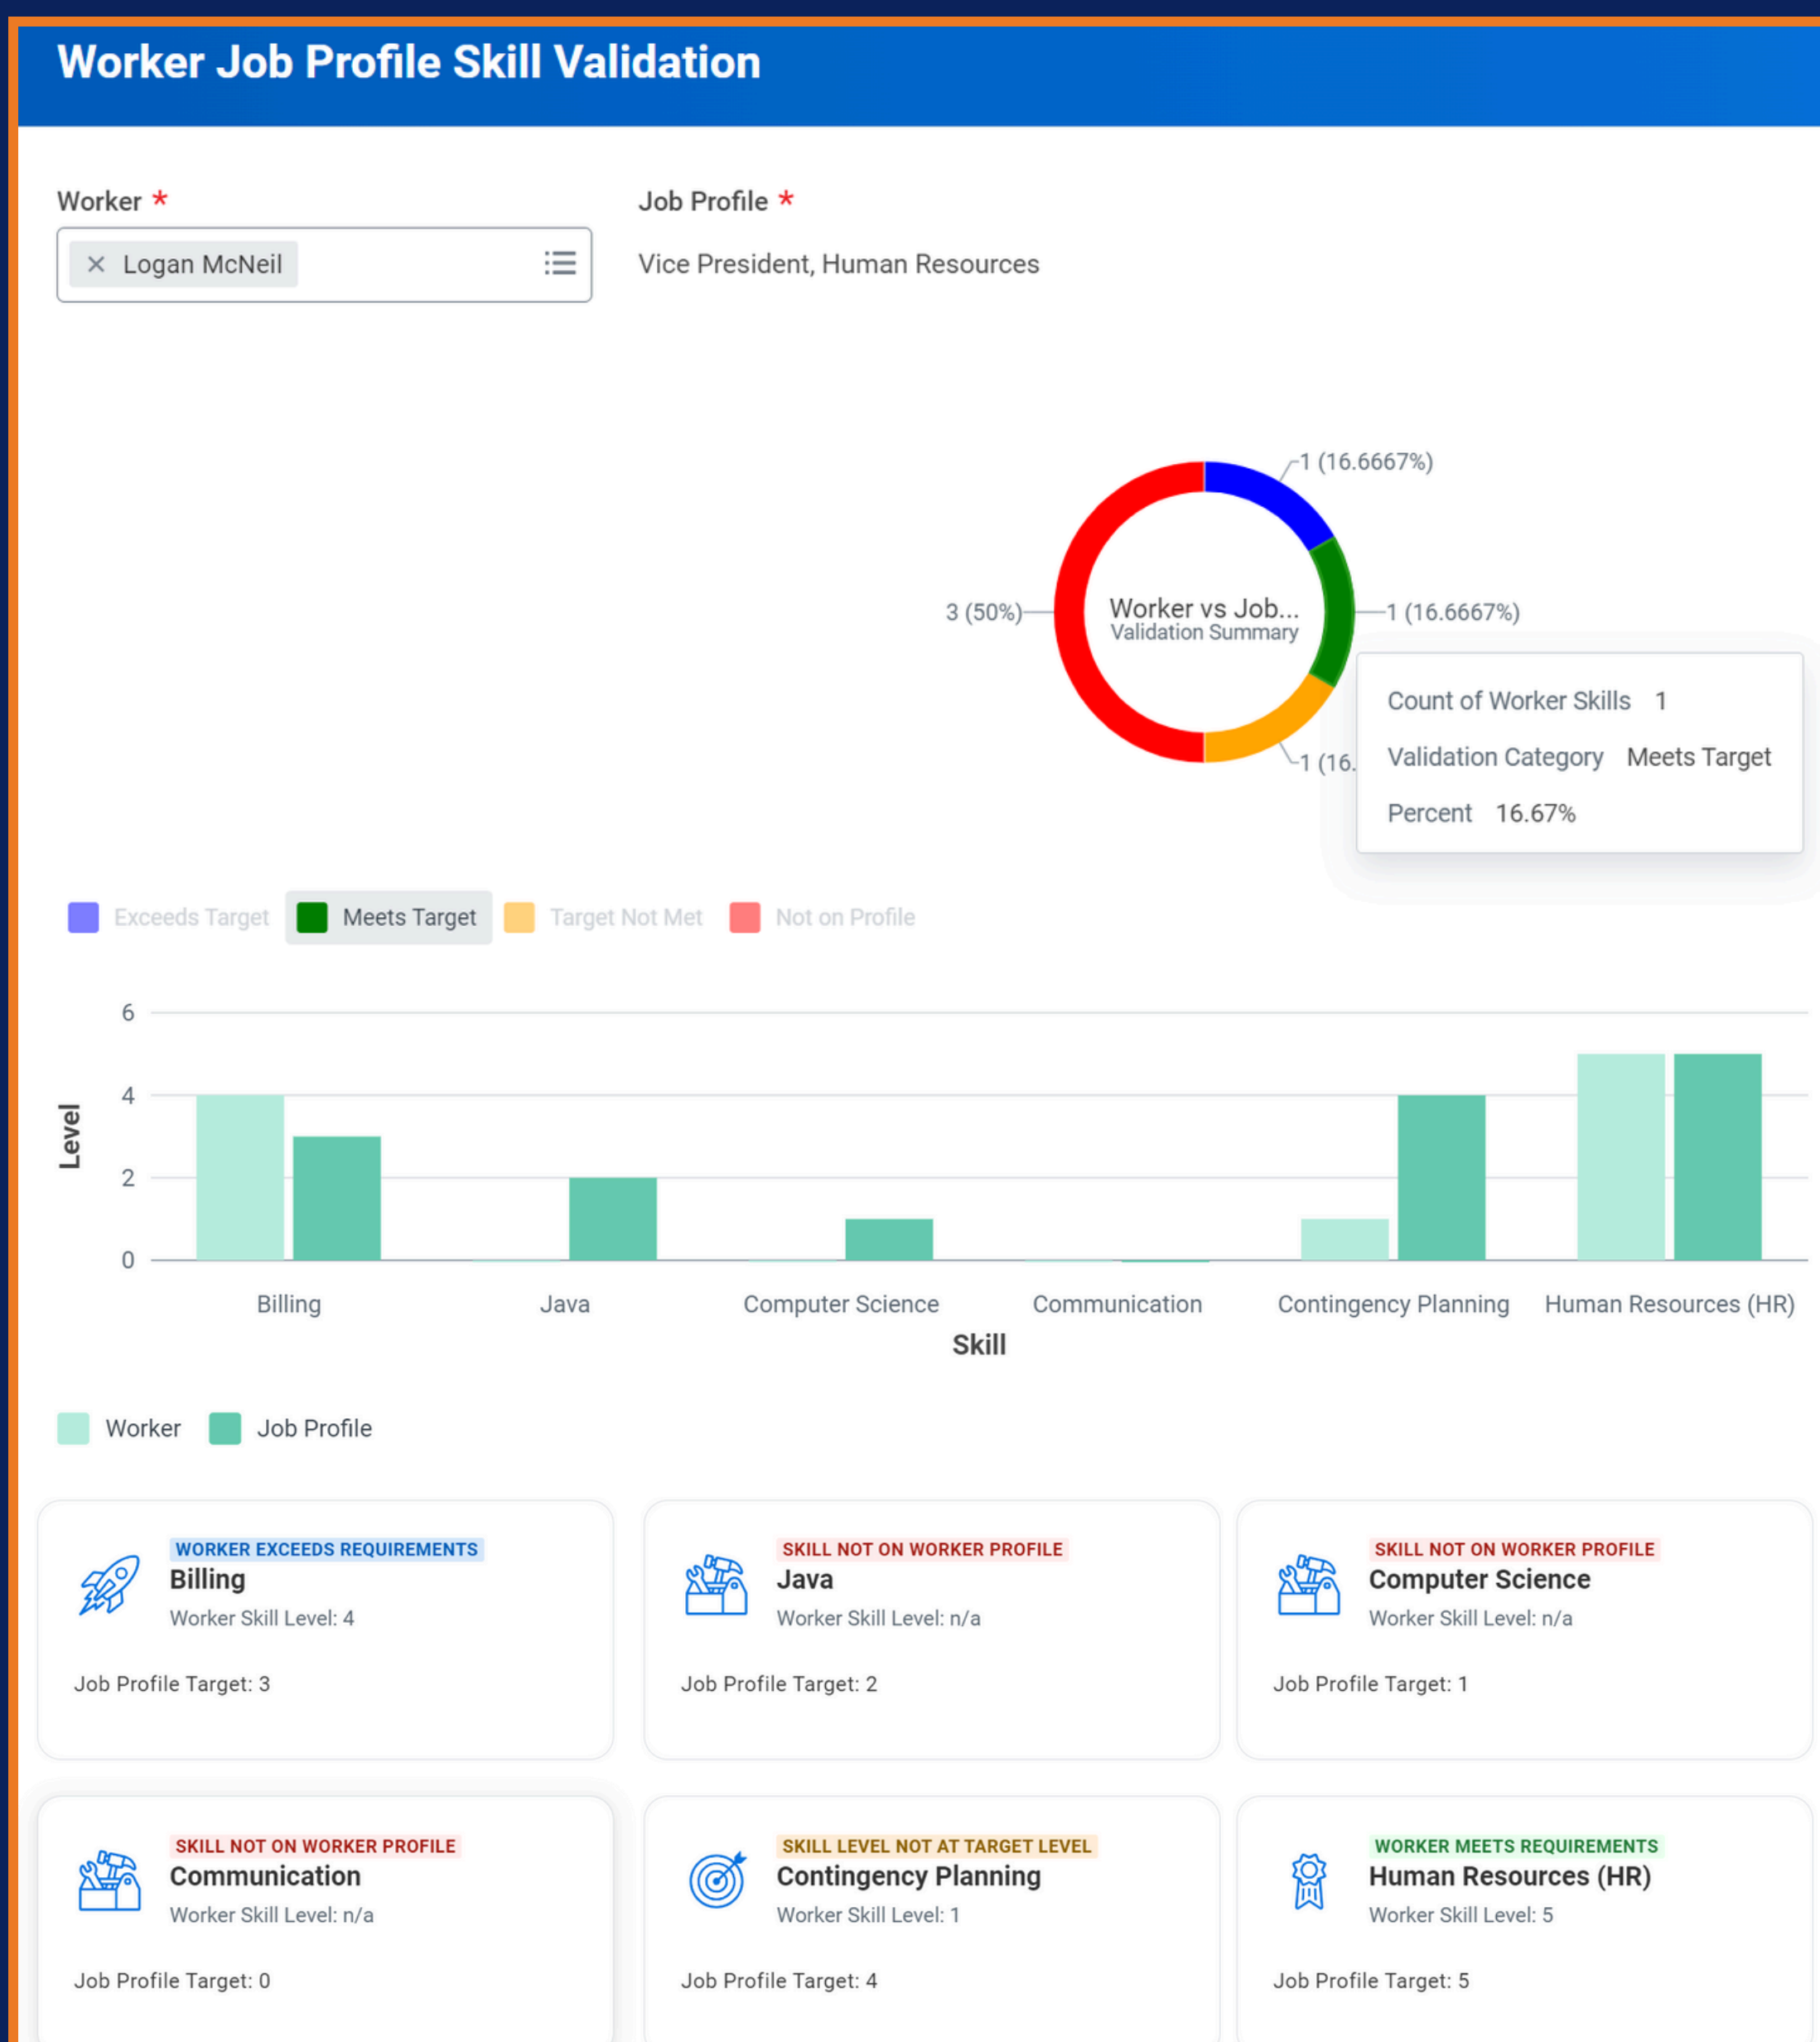 Worker Job Profile Skill Validation
Worker *
Job Profile *
Logan McNeil
Vice President, Human Resources
1 (16.6667%)
3 (50%)
Worker vs Job...
Validation Summary
1 (16.6667%)
1 (16.
Count of Worker Skills 1
Validation Category Meets Target
Percent 16.67%
Exceeds Target Meets Target Target Not Met Not on Profile
6
4
2
0
Level
Billing Java Computer Science Communication Contingency Planning Human Resources (HR)
Skill
Worker Job Profile
WORKER EXCEEDS REQUIREMENTS
Billing
Worker Skill Level: 4
Job Profile Target: 3
SKILL NOT ON WORKER PROFILE
Java
Worker Skill Level: n/a
Job Profile Target: 2
SKILL NOT ON WORKER PROFILE
Computer Science
Worker Skill Level: n/a
Job Profile Target: 1
SKILL NOT ON WORKER PROFILE
Communication
Worker Skill Level: n/a
Job Profile Target: 0
SKILL LEVEL NOT AT TARGET LEVEL
Contingency Planning
Worker Skill Level: 1
Job Profile Target: 4
WORKER MEETS REQUIREMENTS
Human Resources (HR)
Worker Skill Level: 5
Job Profile Target: 5